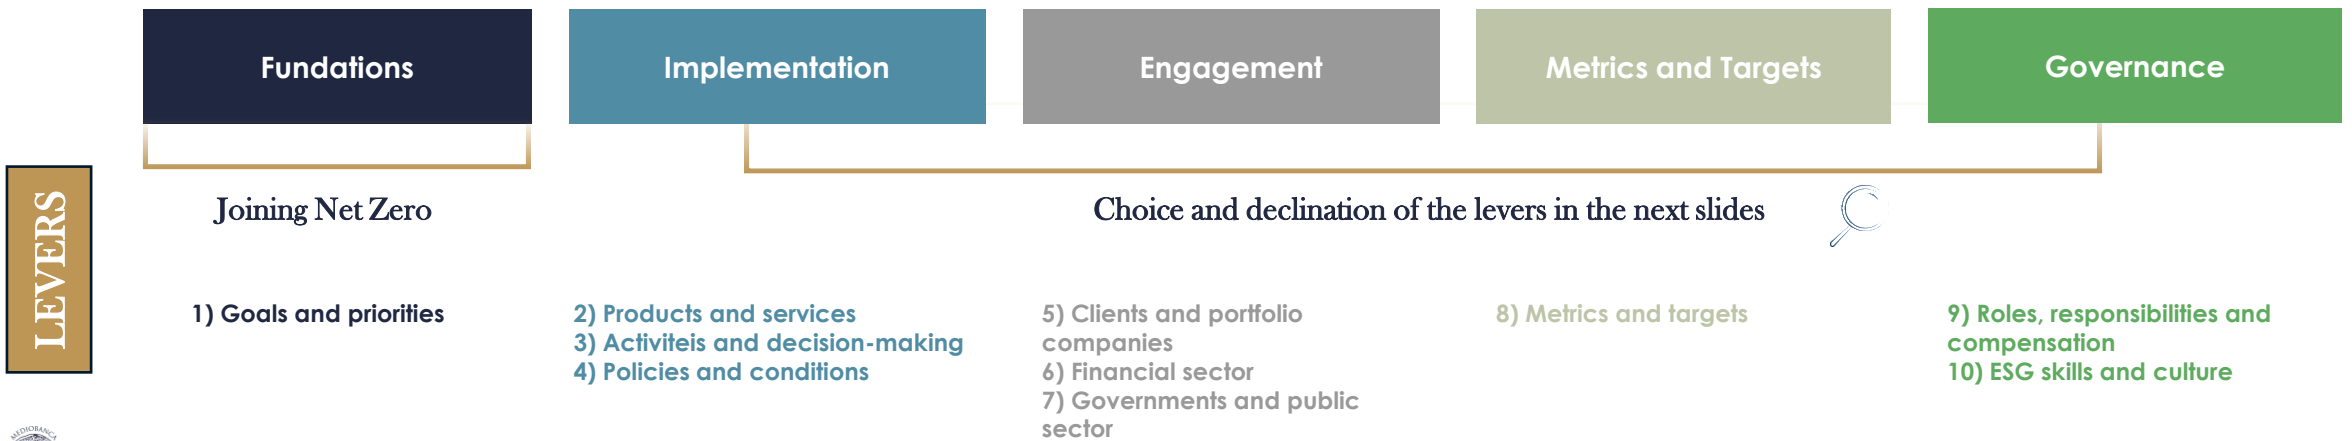 Fundations
Implementation
Engagement
Metrics and Targets
Governance
LEVERS
Joining Net Zero
Choice and declination of the levers in the next slides
1) Goals and priorities
2) Products and services
3) Activiteis and decision-making
4) Policies and conditions
5) Clients and portfolio
companies
6) Financial sector
7) Governments and public
sector
8) Metrics and targets
9) Roles, responsibilities and
compensation
10) ESG skills and culture
MEDIOBANCA